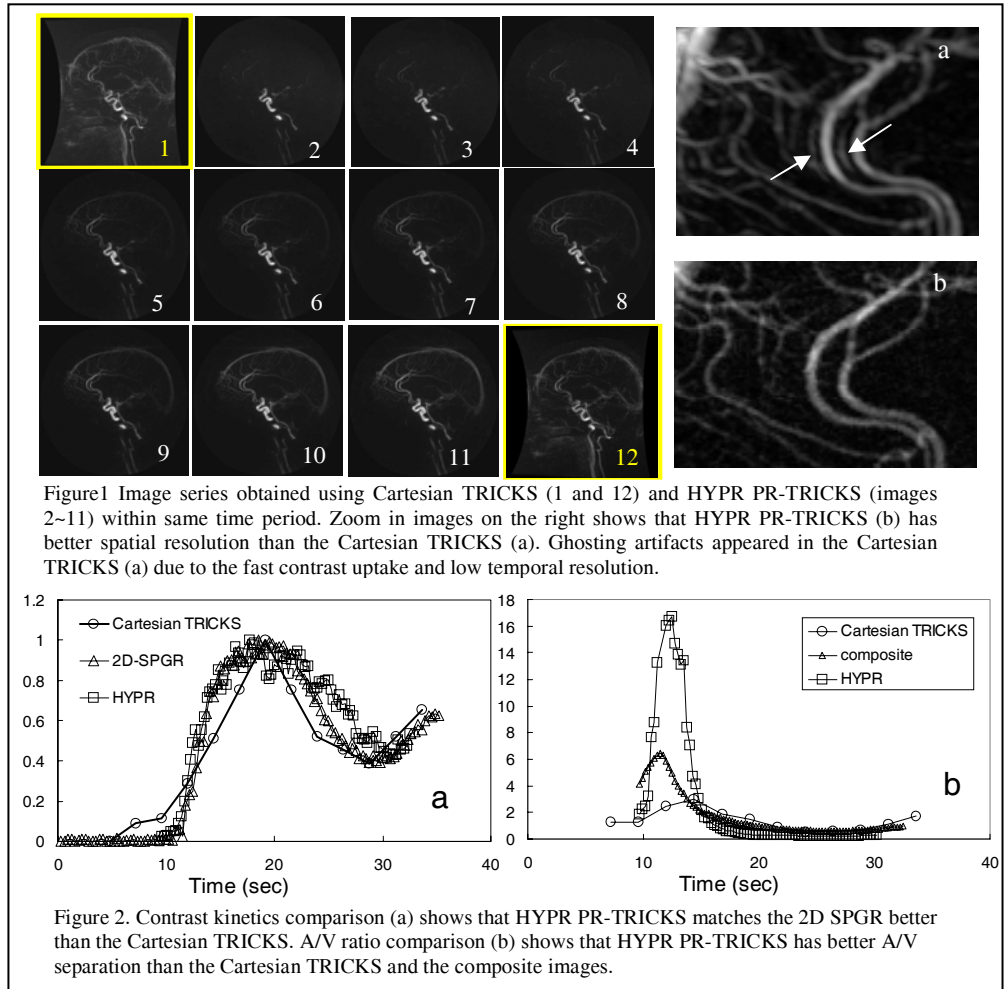 1
2
3
4
5
6
7
8
9
10
11
12
a
b
Figure1 Image series obtained using Cartesian TRICKS (1 and 12) and HYPR PR-TRICKS (images
2~11) within same time period. Zoom in images on the right shows that HYPR PR-TRICKS (b) has
better spatial resolution than the Cartesian TRICKS (a). Ghosting artifacts appeared in the Cartesian
TRICKS (a) due to the fast contrast uptake and low temporal resolution.
1.2
1
0.8
0.6
0.4
0.2
0
Cartesian TRICKS
2D-SPGR
HYPR
a
0
10
20
30
40
Time (sec)
18
16
14
12
10
8
6
4
2
0
Cartesian TRICKS
composite
HYPR
b
0
10
20
30
40
Time (sec)
Figure 2. Contrast kinetics comparison (a) shows that HYPR PR-TRICKS matches the 2D SPGR better
than the Cartesian TRICKS. A/V ratio comparison (b) shows that HYPR PR-TRICKS has better A/V
separation than the Cartesian TRICKS and the composite images.